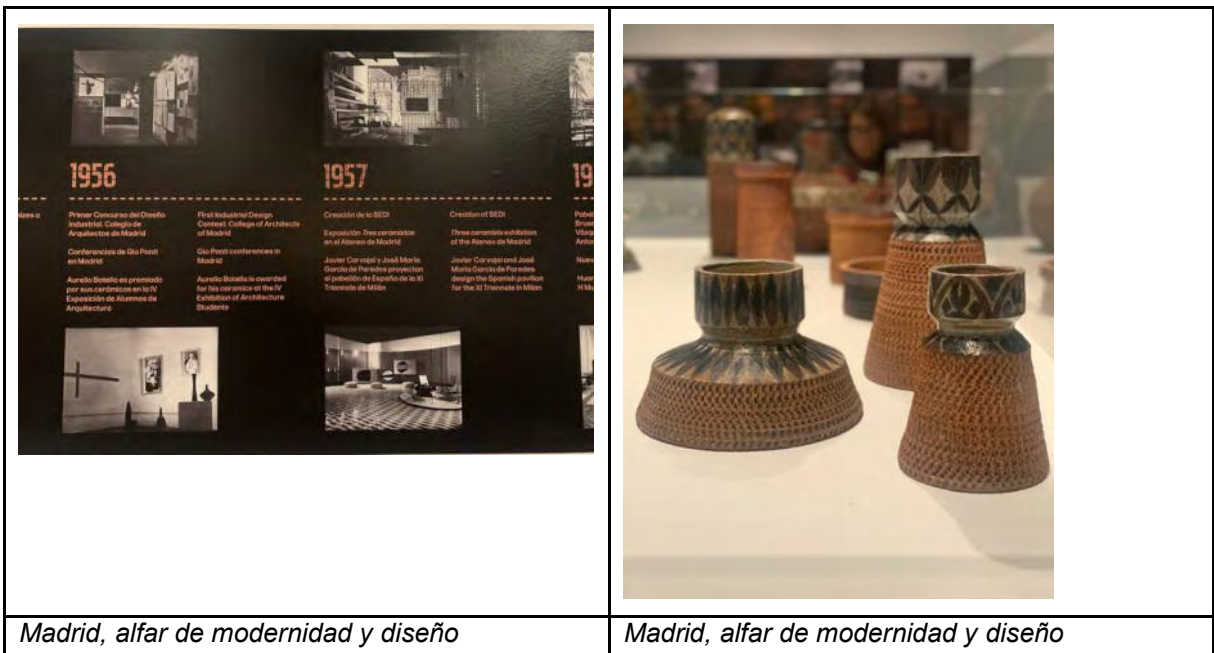 1956
Primer Concurso del Diseño
Industrial. Colegio de
Arquitectos de Madrid
Conferencias de Gio Ponti
en Madrid
Aurelio Botella es premiado
por sus cerámicas en la IV
Exposición de Alumnos de
Arquitectura
First Industrial Design
Contest. College of Architects
of Madrid
Gio Ponti conferences in
Madrid
Aurelio Botella is awarded
for his ceramics at the IV
Exhibition of Architecture
Students
1957
Creación de la SEDI
Exposición Tres ceramistas
en el Ateneo de Madrid
Javier Carvajal y José María
García de Paredes proyectan
el pabellón de España de la XI
Triennale de Milán
Creation of SEDI
Three ceramists exhibition
at the Ateneo de Madrid
Javier Carvajal and José
María García de Paredes
design the Spanish pavilion
for the XI Triennale in Milan
19
Madrid, alfar de modernidad y diseño
Madrid, alfar de modernidad y diseño